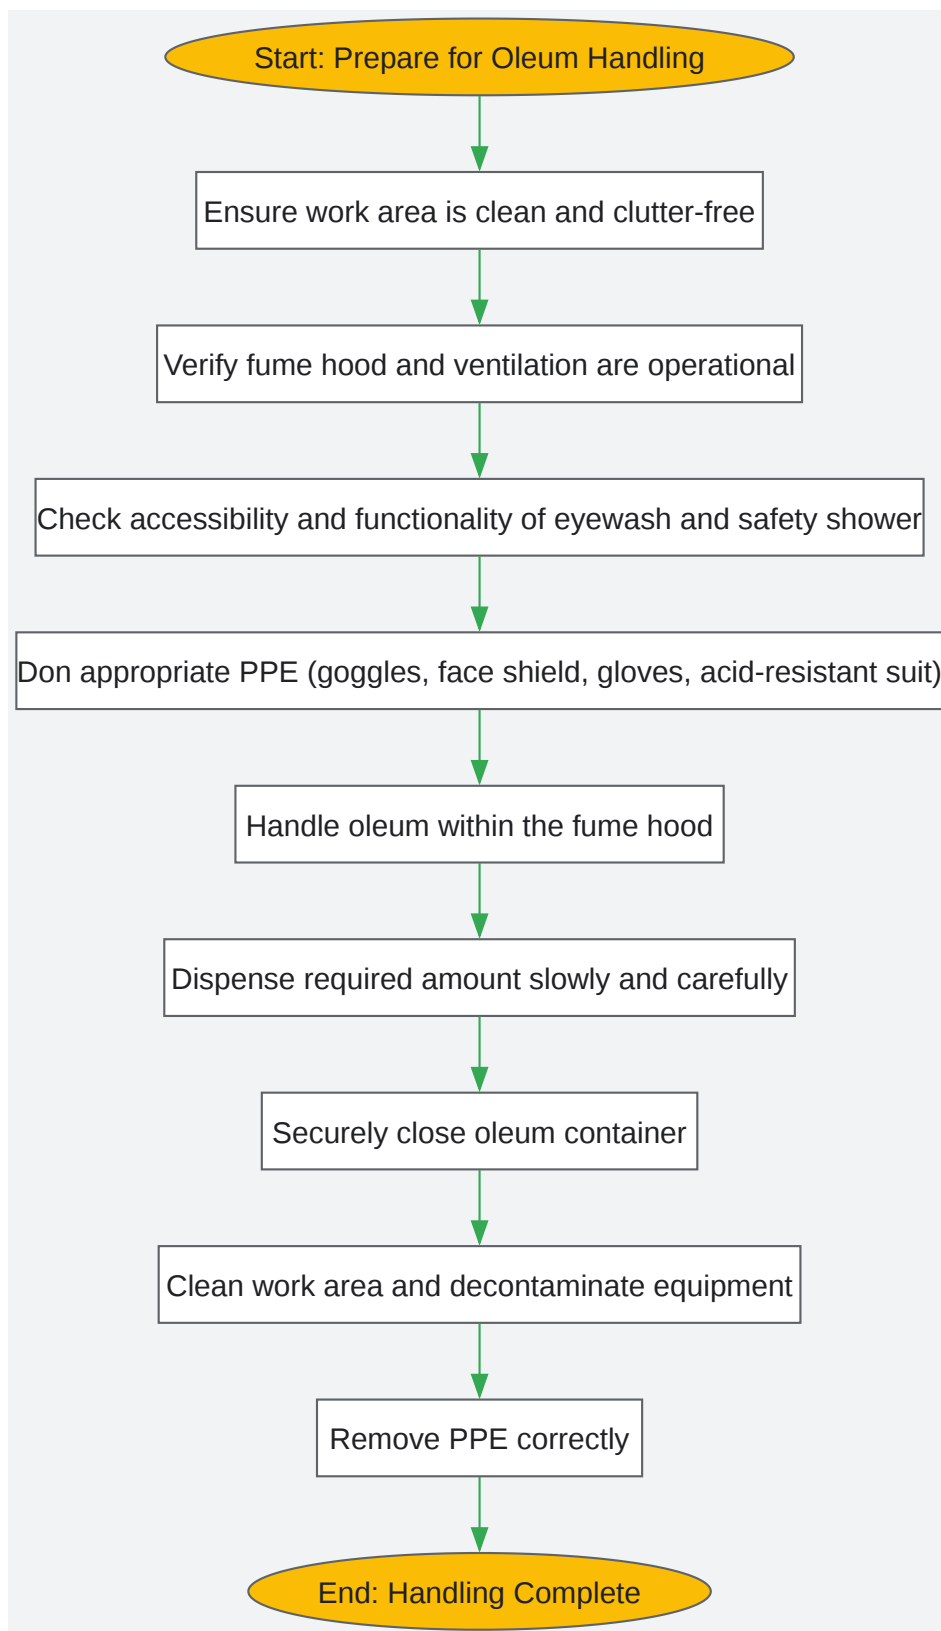 Start: Prepare for Oleum Handling
Ensure work area is clean and clutter-free
Verify fume hood and ventilation are operational
Check accessibility and functionality of eyewash and safety shower
Don appropriate PPE (goggles, face shield, gloves, acid-resistant suit)
Handle oleum within the fume hood
Dispense required amount slowly and carefully
Securely close oleum container
Clean work area and decontaminate equipment
Remove PPE correctly
End: Handling Complete